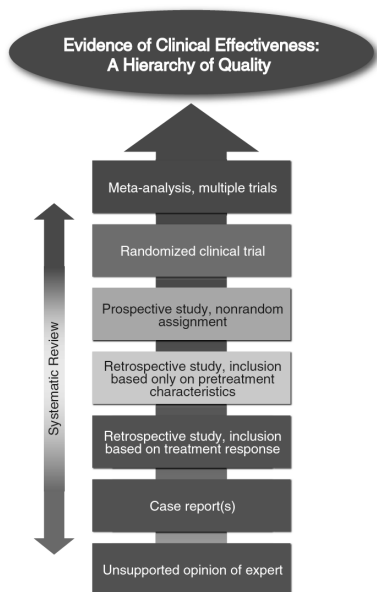 Evidence of Clinical Effectiveness:
A Hierarchy of Quality
Meta-analysis, multiple trials
Randomized clinical trial
Prospective study, nonrandom
assignment
Retrospective study, inclusion
based only on pretreatment
characteristics
Retrospective study, inclusion
based on treatment response
Case report(s)
Unsupported opinion of expert
Systematic Review